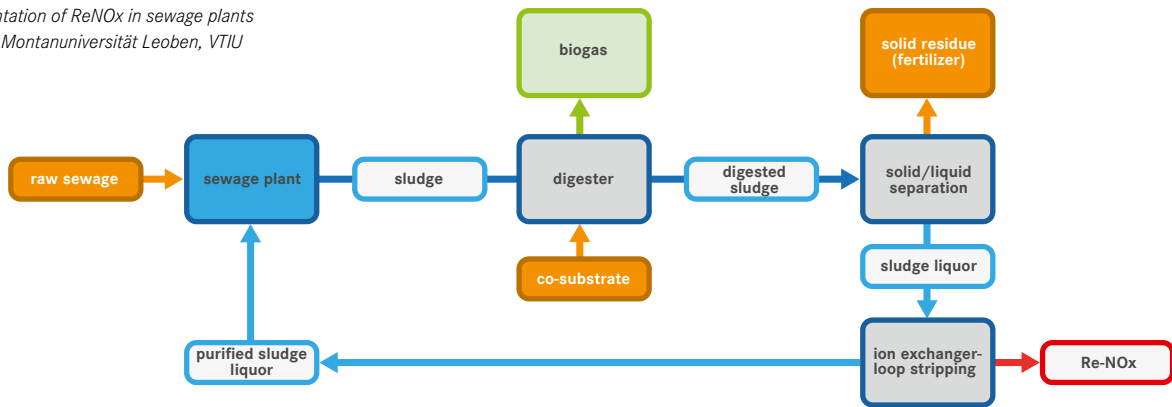 ntation of ReNOx in sewage plants
Montanuniversität Leoben, VTIU
biogas
solid residue
(fertilizer)
raw sewage
sewage plant
sludge
digester
digested
sludge
solid/liquid
separation
co-substrate
sludge liquor
purified sludge
liquor
ion exchanger-
loop stripping
Re-NOx